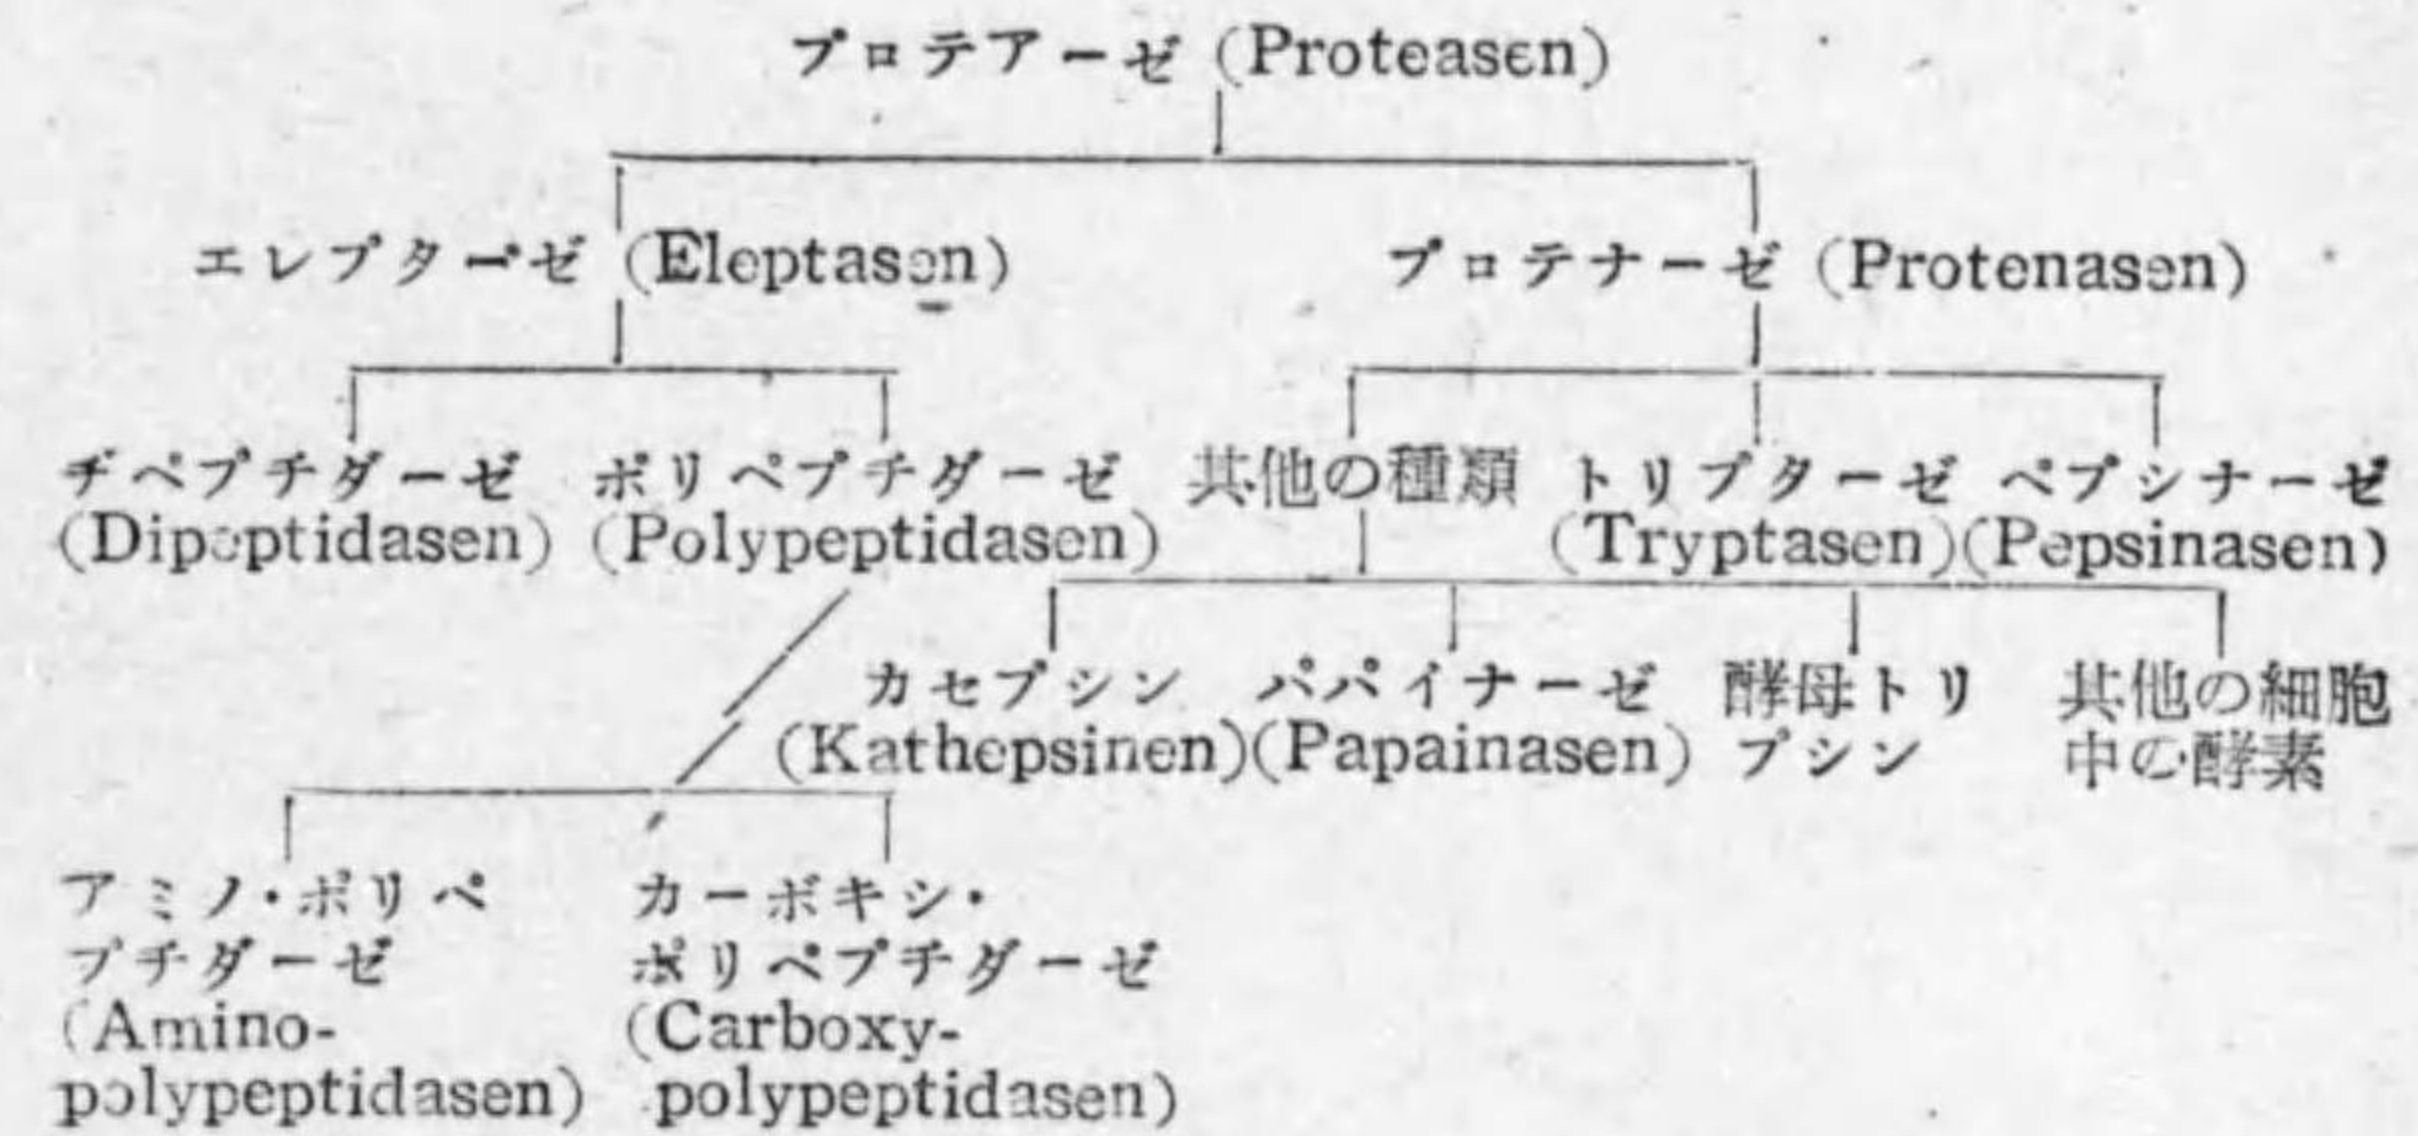 プロテアーゼ (Proteasen)
エレプターゼ (Eleptasen)
プロテナーゼ (Protenasen)
ヂペプチダーゼ
(Dipeptidasen)
ポリペプチダーゼ
(Polypeptidasen)
其他の種類
トリプターゼ
(Tryptasen)
ペプシナーゼ
(Pepsinasen)
カセプシン
(Kathepsinen)
パパイナーゼ
(Papainasen)
酵母トリ
プシン
其他の細胞
中の酵素
アミノ・ポリペ
プチダーゼ
(Amino-
polypeptidasen)
カーボキシ・
ポリペプチダーゼ
(Carboxy-
polypeptidasen)